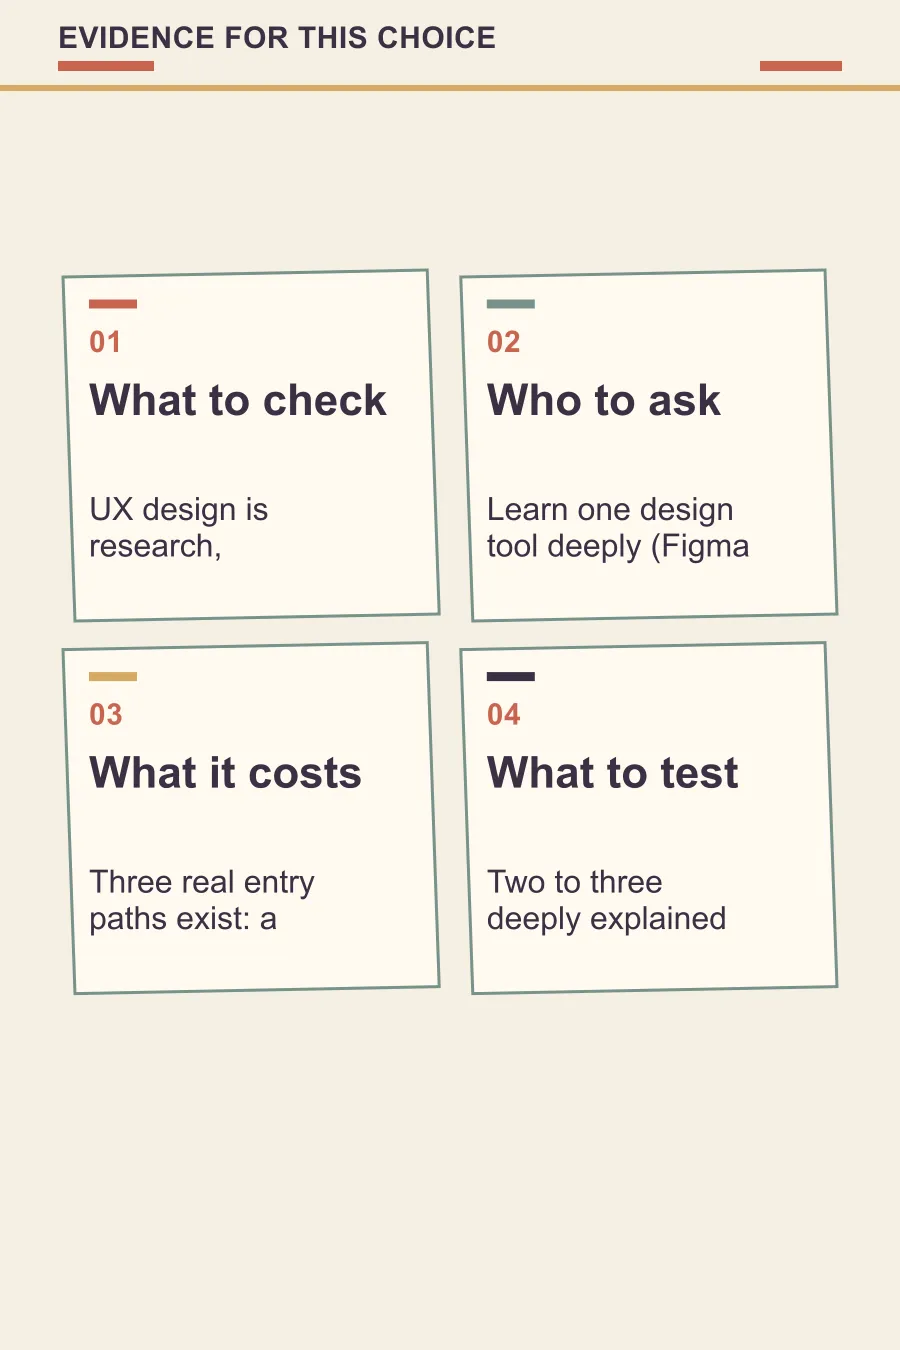 EVIDENCE FOR THIS CHOICE
01
What to check
UX design is
research,
02
Who to ask
Learn one design
tool deeply (Figma
03
What it costs
Three real entry
paths exist: a
04
What to test
Two to three
deeply explained